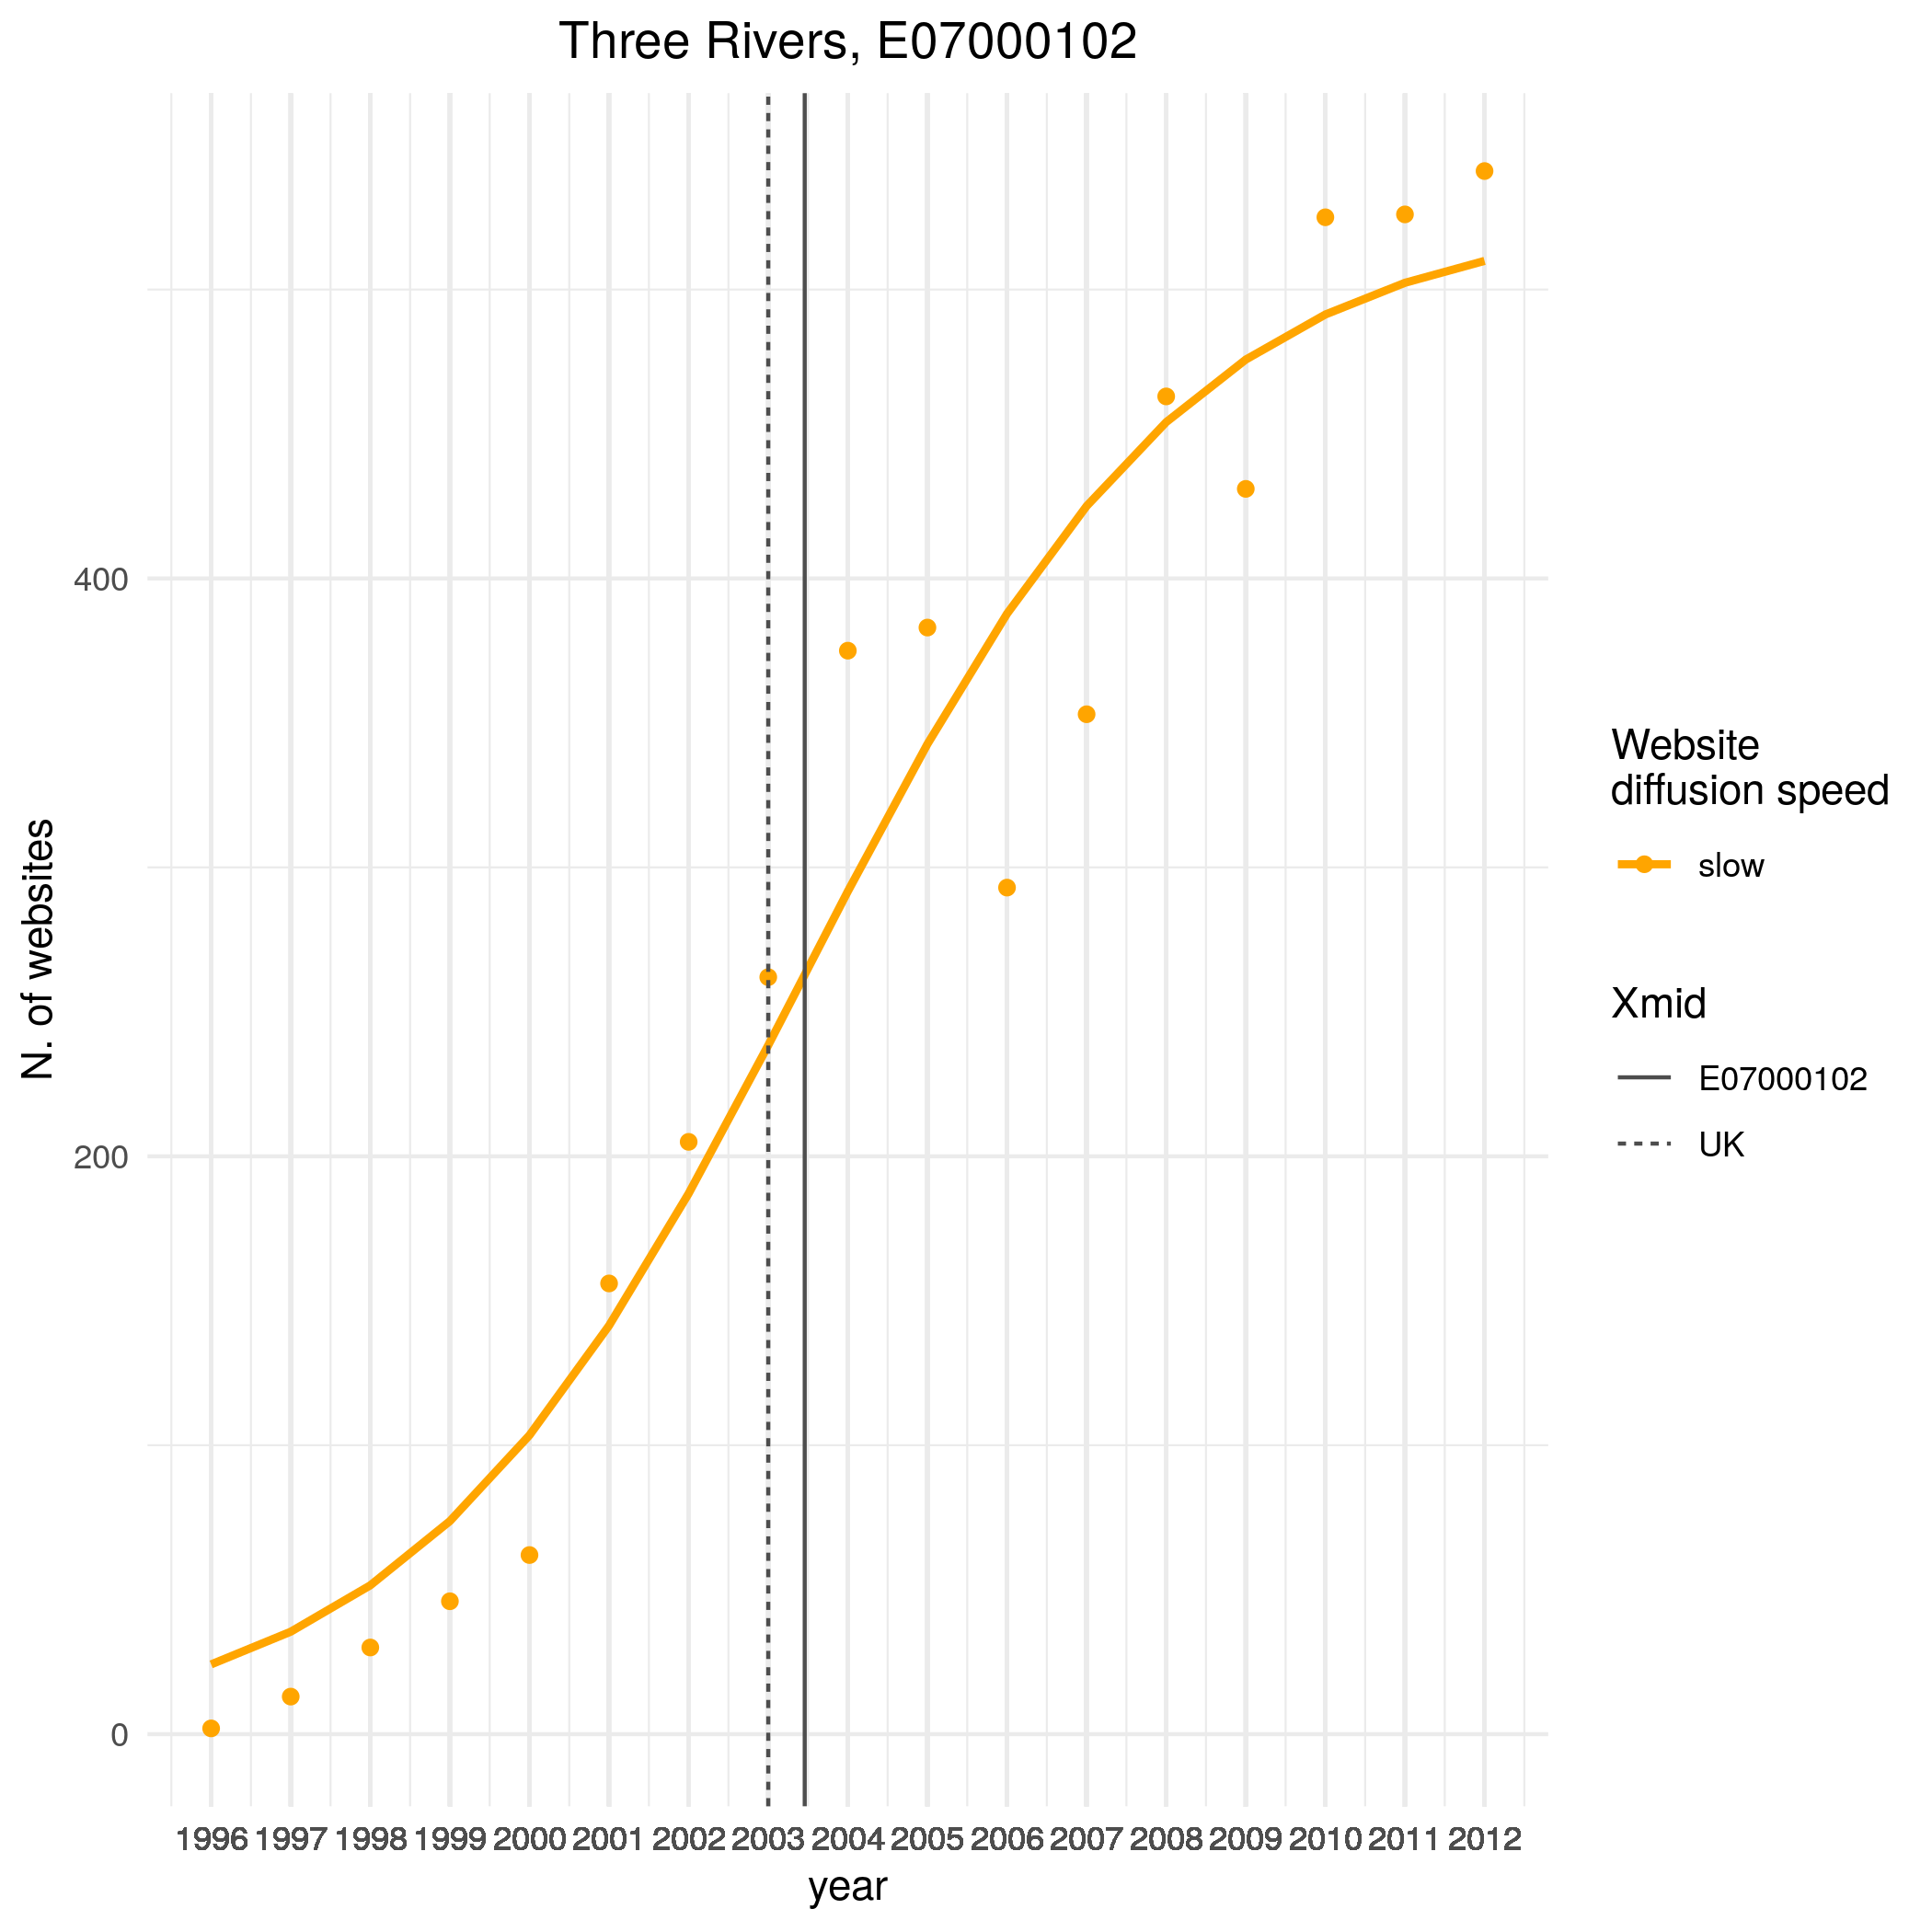 Three Rivers, E07000102
N. of websites
400
200
0
1996 1997 1998 1999 2000 2001 2002 2003 2004 2005 2006 2007 2008 2009 2010 2011 2012
year
Website
diffusion speed
slow
Xmid
E07000102
UK